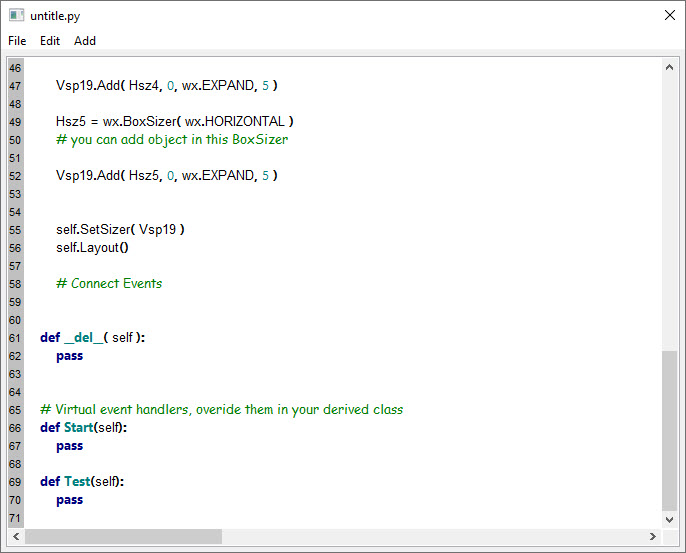 untitle.py
File Edit Add
46
47 Vsp19.Add( Hsz4, 0, wx.EXPAND, 5 )
48
49 Hsz5 = wx.BoxSizer( wx.HORIZONTAL )
50 # you can add object in this BoxSizer
51
52 Vsp19.Add( Hsz5, 0, wx.EXPAND, 5 )
53
54
55 self.SetSizer( Vsp19 )
56 self.Layout()
57
58 # Connect Events
59
60
61 def __del__( self ):
62 pass
63
64
65 # Virtual event handlers, overide them in your derived class
66 def Start(self):
67 pass
68
69 def Test(self):
70 pass
71